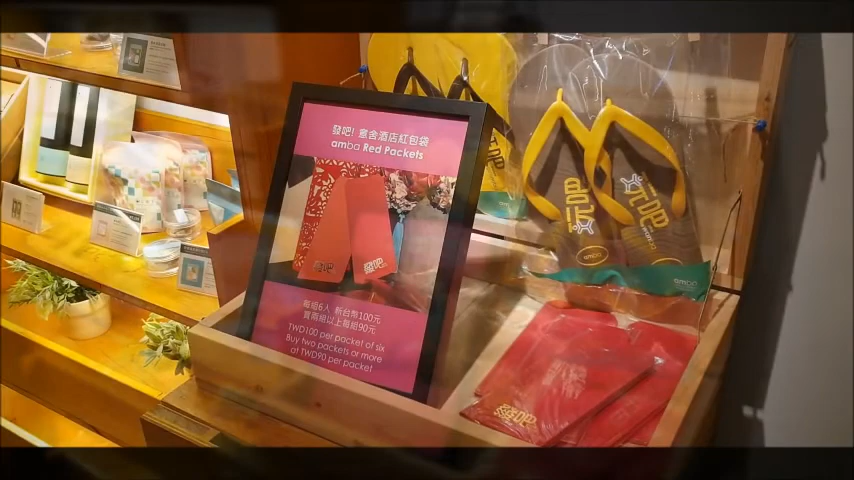 發吧! 意舍酒店紅包袋
amba Red Packets
發吧
發吧
每組6入 新台幣100元
買兩組以上每組90元
TWD100 per packet of six
Buy two packets or more
at TWD90 per packet
玩吧
玩吧
amba
amba
發吧